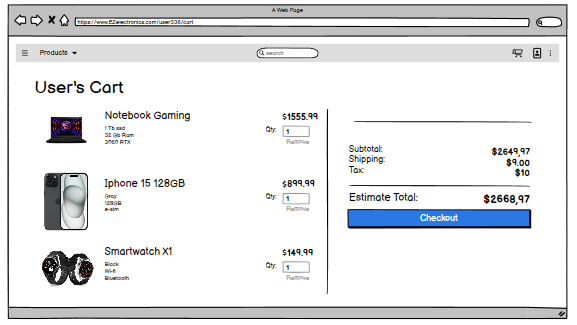 A Web Page
https://www.EZelectronics.com/user336/cart
Products
search
User's Cart
Notebook Gaming
$1555.99
1 Tb ssd
32 Gb Ram
3060 RTX
Qty: 1
Remove
Iphone 15 128GB
$899.99
Gray
128GB
e-sim
Qty: 1
Remove
Smartwatch X1
$149.99
Black
Wi-fi
Bluetooth
Qty: 1
Remove
Subtotal: $2649,97
Shipping: $9.00
Tax: $10
Estimate Total: $2668,97
Checkout